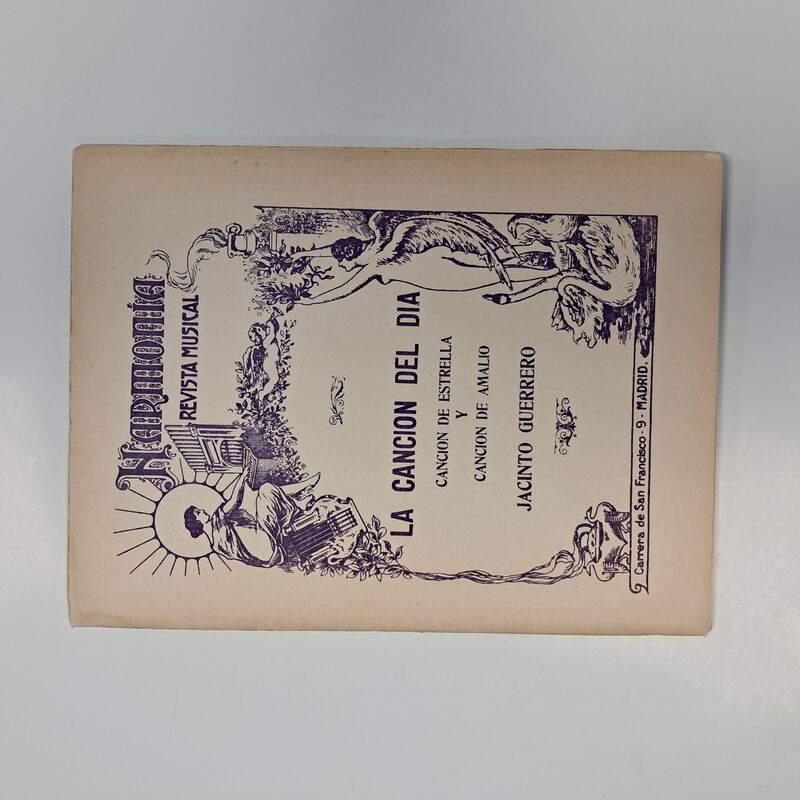 HARMONÍA
REVISTA MUSICAL
LA CANCION DEL DIA
CANCION DE ESTRELLA
Y
CANCION DE AMALIO
JACINTO GUERRERO
Carrera de San Francisco - 9 - MADRID.